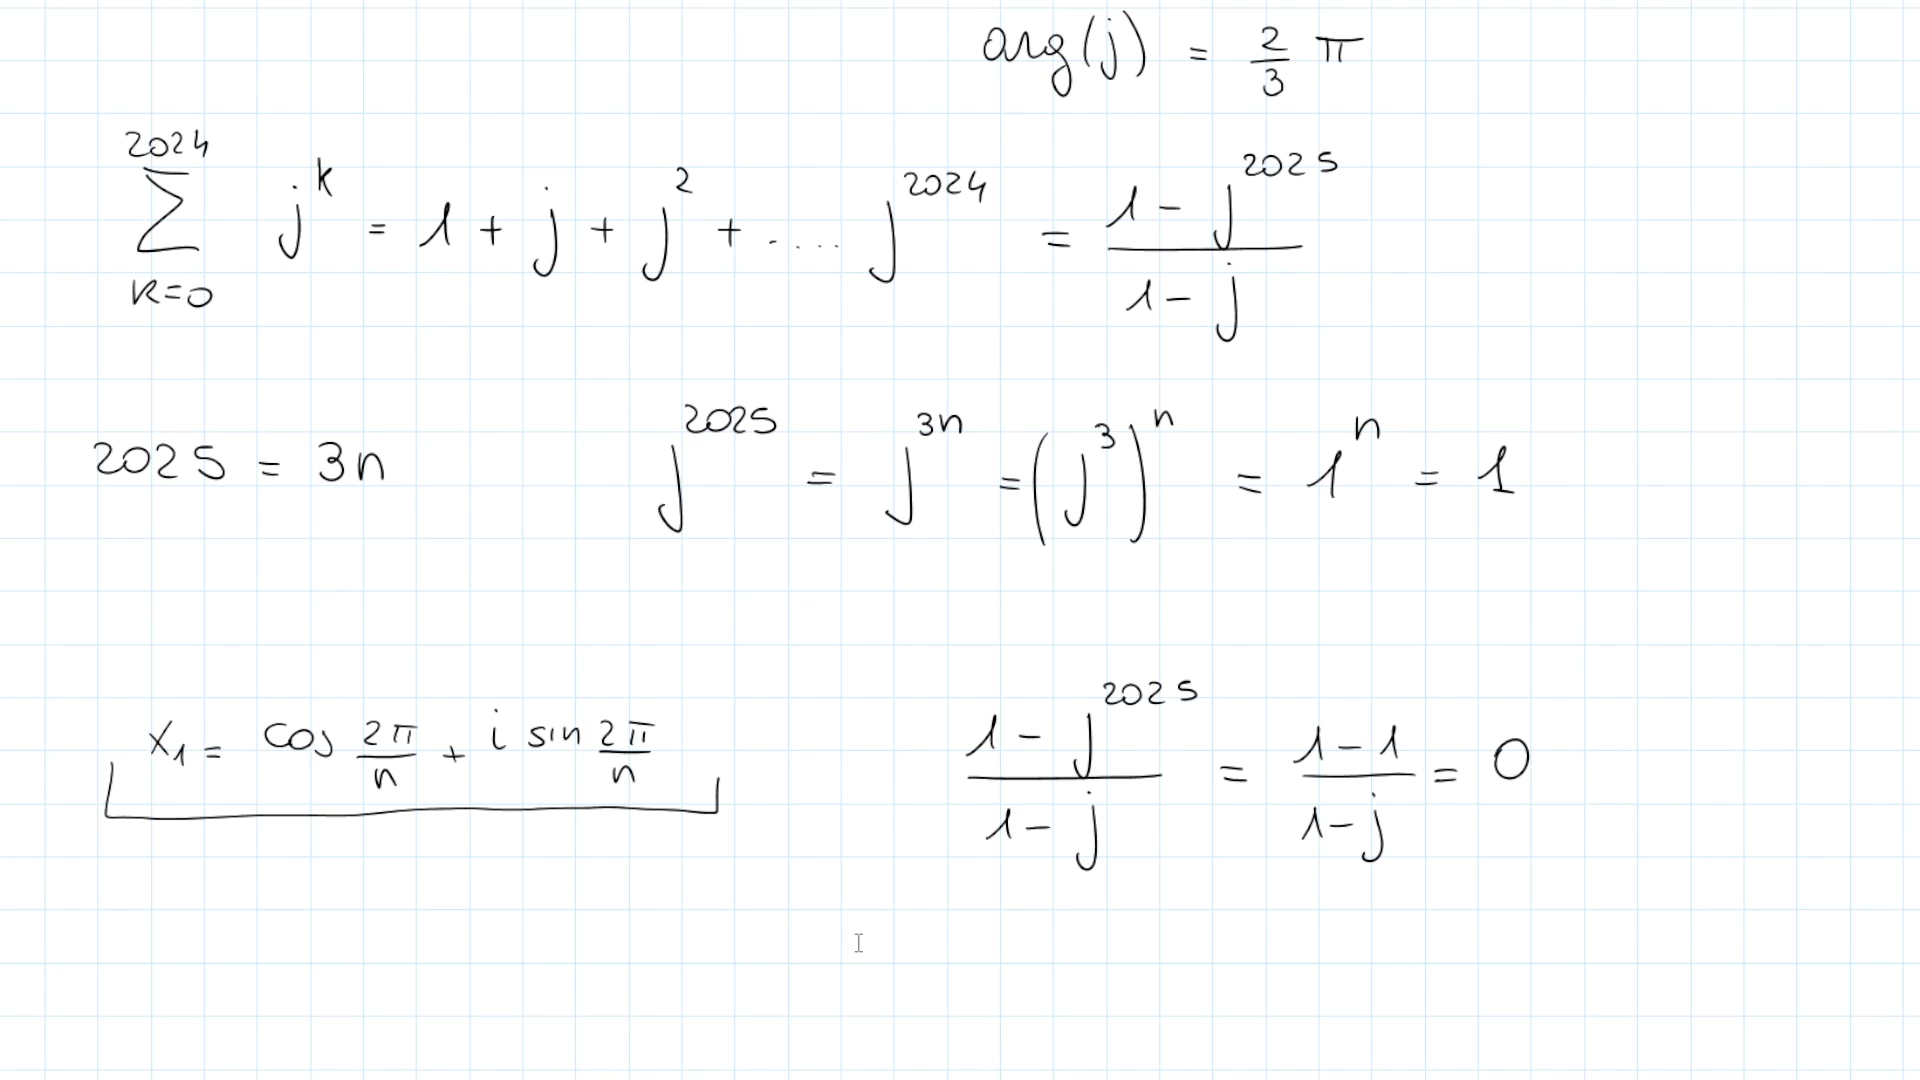 arg(j) = 2/3 π
∑_{K=0}^{2024} j^k = 1 + j + j^2 + .... j^2024 = (1 - j^2025)/(1 - j)
2025 = 3n
j^2025 = j^3n = (j^3)^n = 1^n = 1
x_1 = cos 2π/n + i sin 2π/n
(1 - j^2025)/(1 - j) = (1 - 1)/(1 - j) = 0